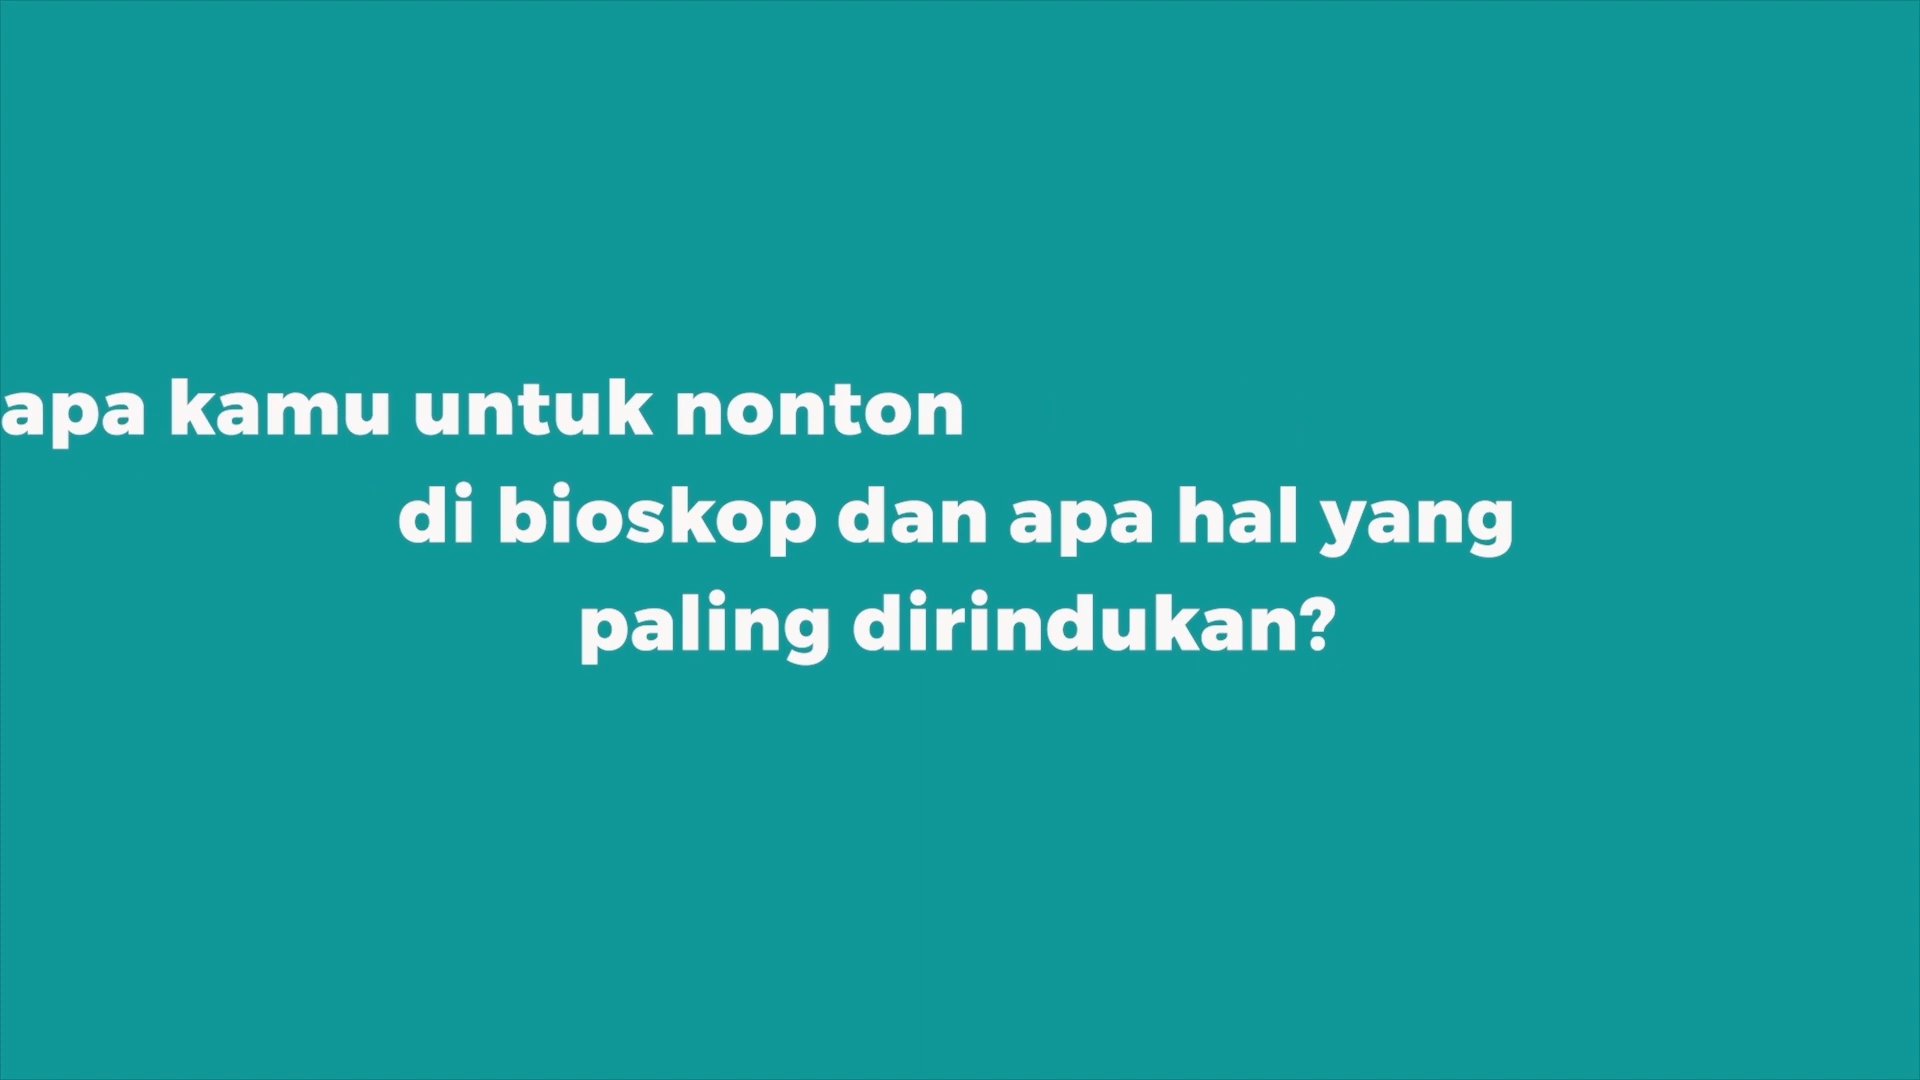 apa kamu untuk nonton
di bioskop dan apa hal yang
paling dirindukan?